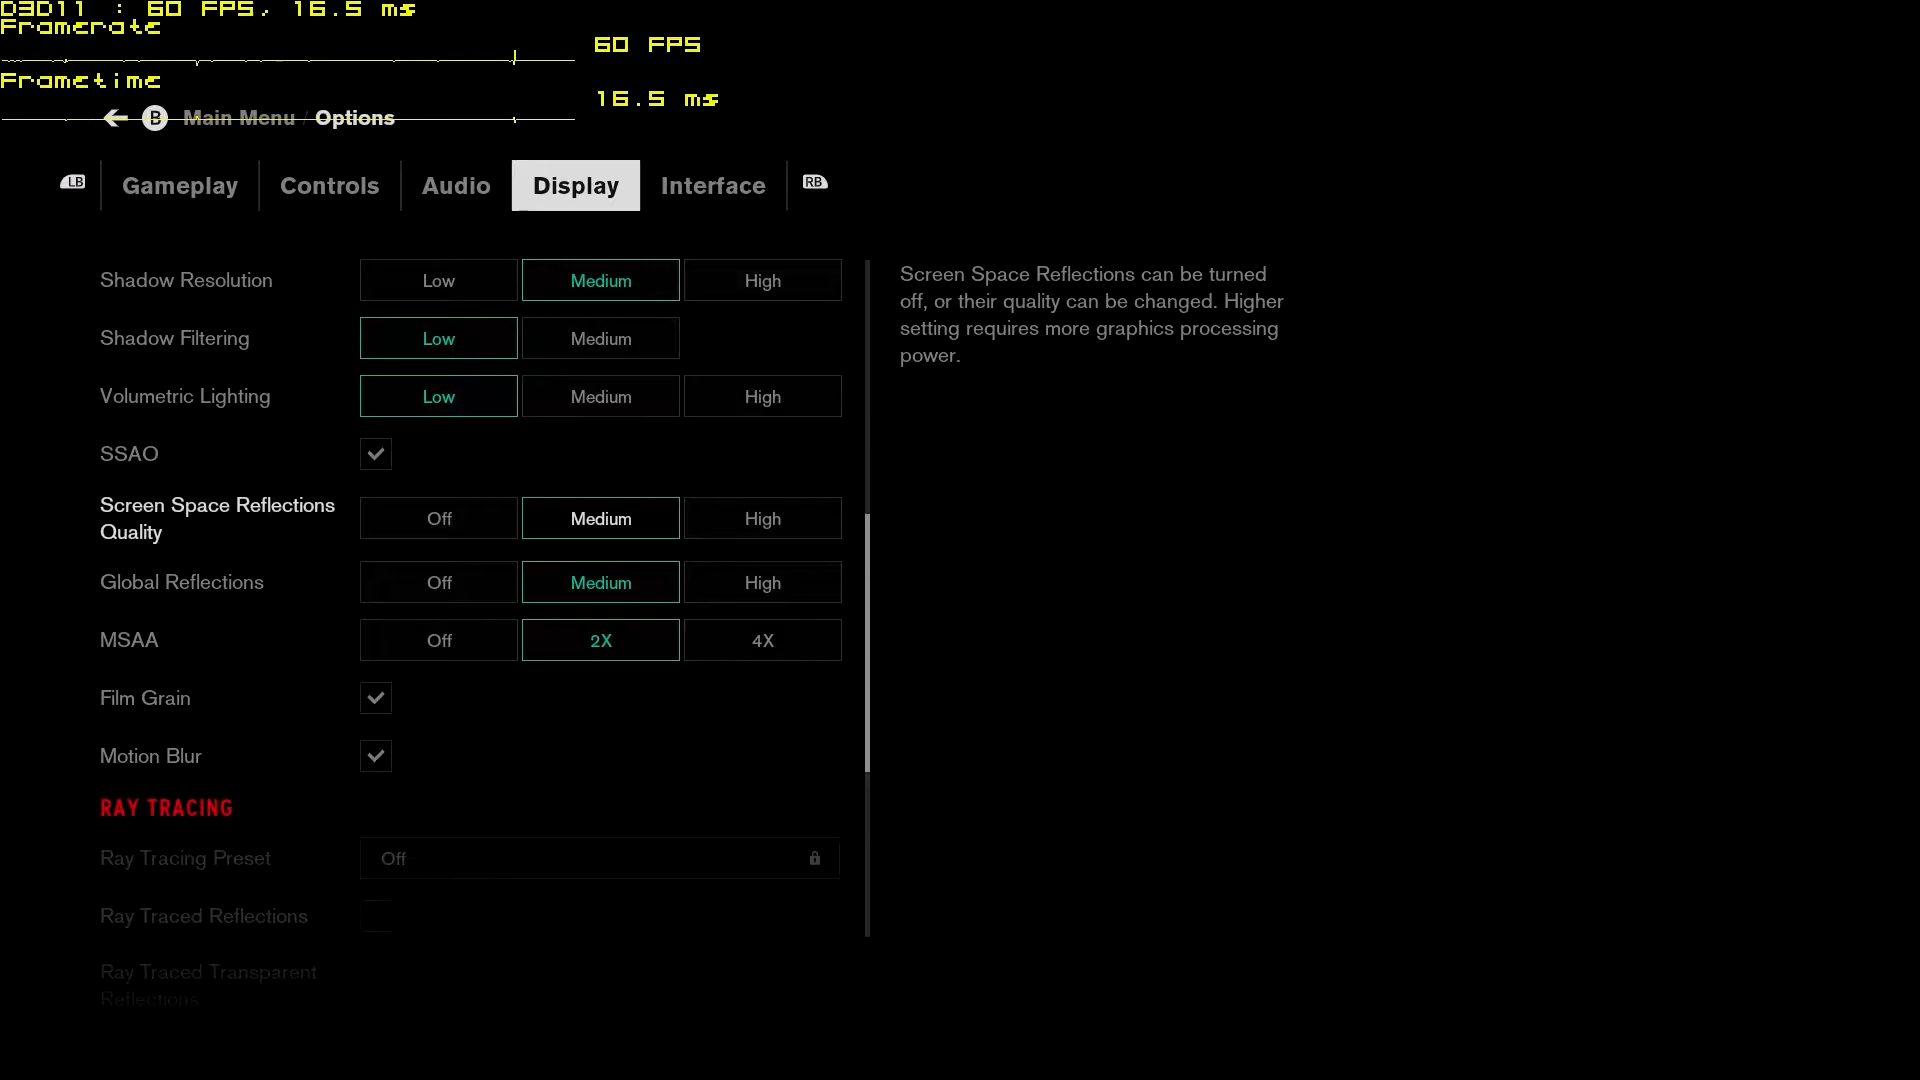 D3D11 : 60 FPS, 16.5 ms
Framerate
60 FPS
Frametime
16.5 ms
B Main Menu / Options
LB Gameplay Controls Audio Display Interface RB
Shadow Resolution Low Medium High
Shadow Filtering Low Medium
Volumetric Lighting Low Medium High
SSAO
Screen Space Reflections
Quality Off Medium High
Global Reflections Off Medium High
MSAA Off 2X 4X
Film Grain
Motion Blur
RAY TRACING
Ray Tracing Preset Off
Ray Traced Reflections
Ray Traced Transparent
Reflections
Screen Space Reflections can be turned
off, or their quality can be changed. Higher
setting requires more graphics processing
power.